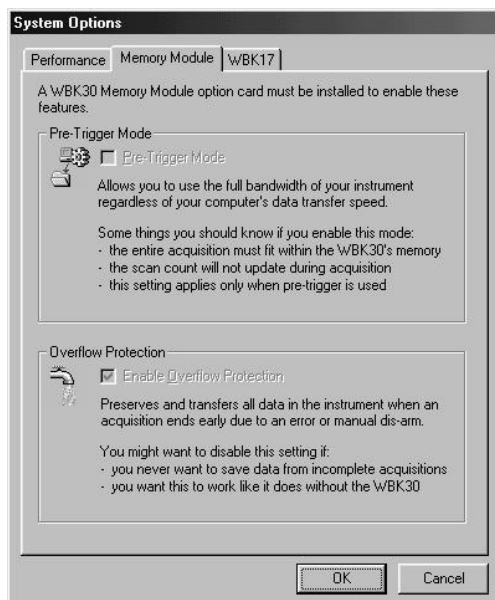 System Options
Performance Memory Module WBK17
A WBK30 Memory Module option card must be installed to enable these
features.
Pre-Trigger Mode
Pre-Trigger Mode
Allows you to use the full bandwidth of your instrument
regardless of your computer's data transfer speed.
Some things you should know if you enable this mode:
- the entire acquisition must fit within the WBK30's memory
- the scan count will not update during acquisition
- this setting applies only when pre-trigger is used
Overflow Protection
Enable Overflow Protection
Preserves and transfers all data in the instrument when an
acquisition ends early due to an error or manual dis-arm.
You might want to disable this setting if:
- you never want to save data from incomplete acquisitions
- you want this to work like it does without the WBK30
OK Cancel